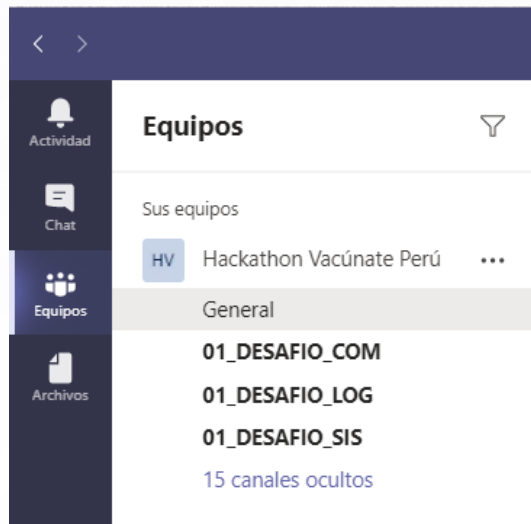 Actividad
Chat
Equipos
Archivos
Equipos
Sus equipos
HV Hackathon Vacúnate Perú ...
General
01_DESAFIO_COM
01_DESAFIO_LOG
01_DESAFIO_SIS
15 canales ocultos